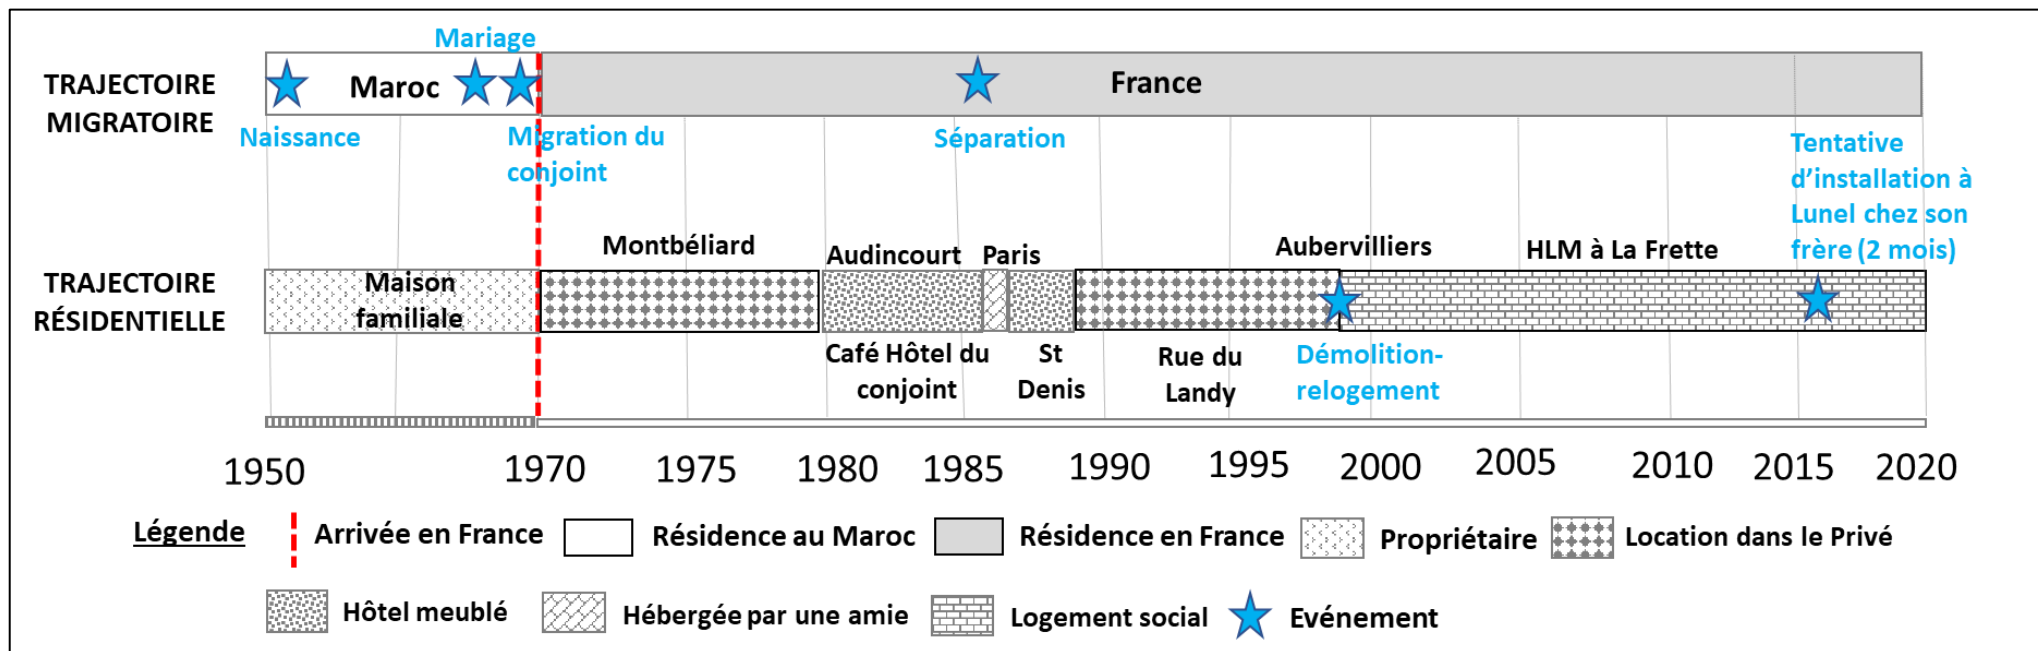 Mariage
TRAJECTOIRE
MIGRATOIRE
Maroc
France
Naissance
Migration du
conjoint
Séparation
Tentative
d’installation à
Lunel chez son
frère (2 mois)
Montbéliard
Audincourt
Paris
Aubervilliers
HLM à La Frette
TRAJECTOIRE
RÉSIDENTIELLE
Maison
familiale
Café Hôtel du
conjoint
St
Denis
Rue du
Landy
Démolition-
relogement
1950 1970 1975 1980 1985 1990 1995 2000 2005 2010 2015 2020
Légende Arrivée en France Résidence au Maroc Résidence en France Propriétaire Location dans le Privé
Hôtel meublé Hébergée par une amie Logement social Evénement